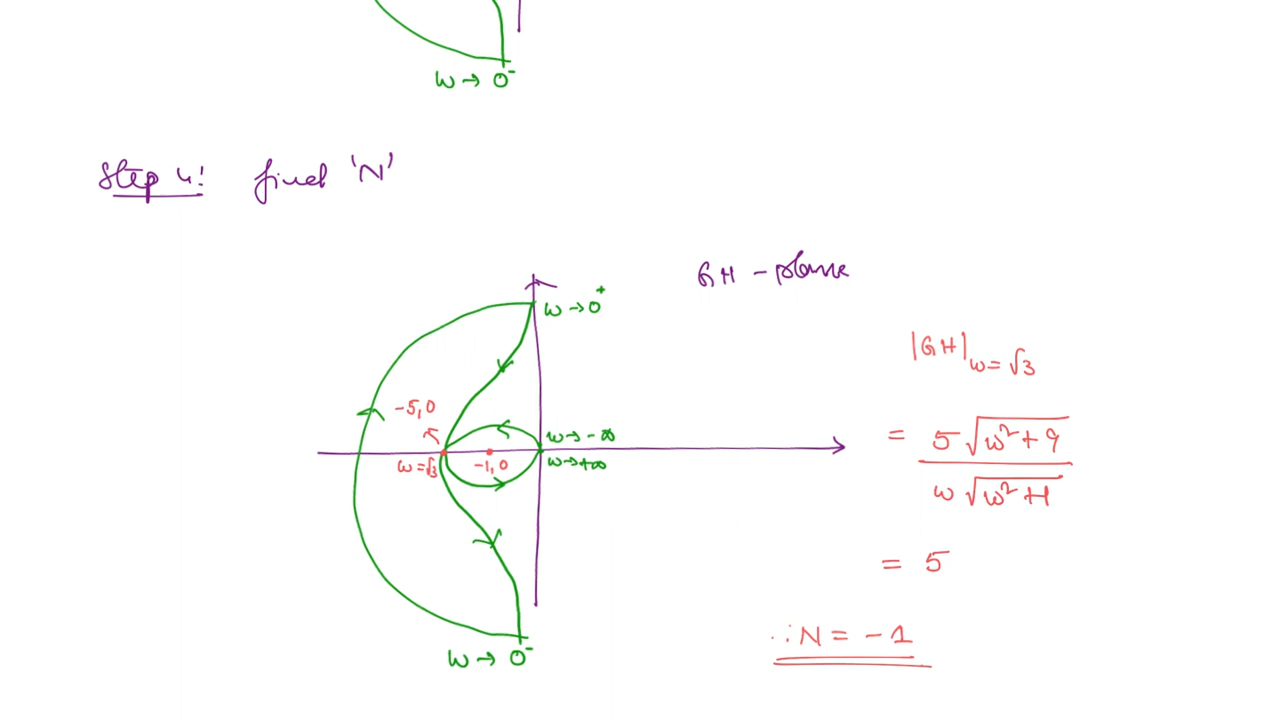 ω → 0⁻
Step 4: find 'N'
GH - plane
ω → 0⁺
|GH|ω = √3
-5,0
= 5 √ω² + 9
ω → -∞
ω = √3
-1,0
ω → +∞
ω √ω² + 1
= 5
∴ N = -1
ω → 0⁻